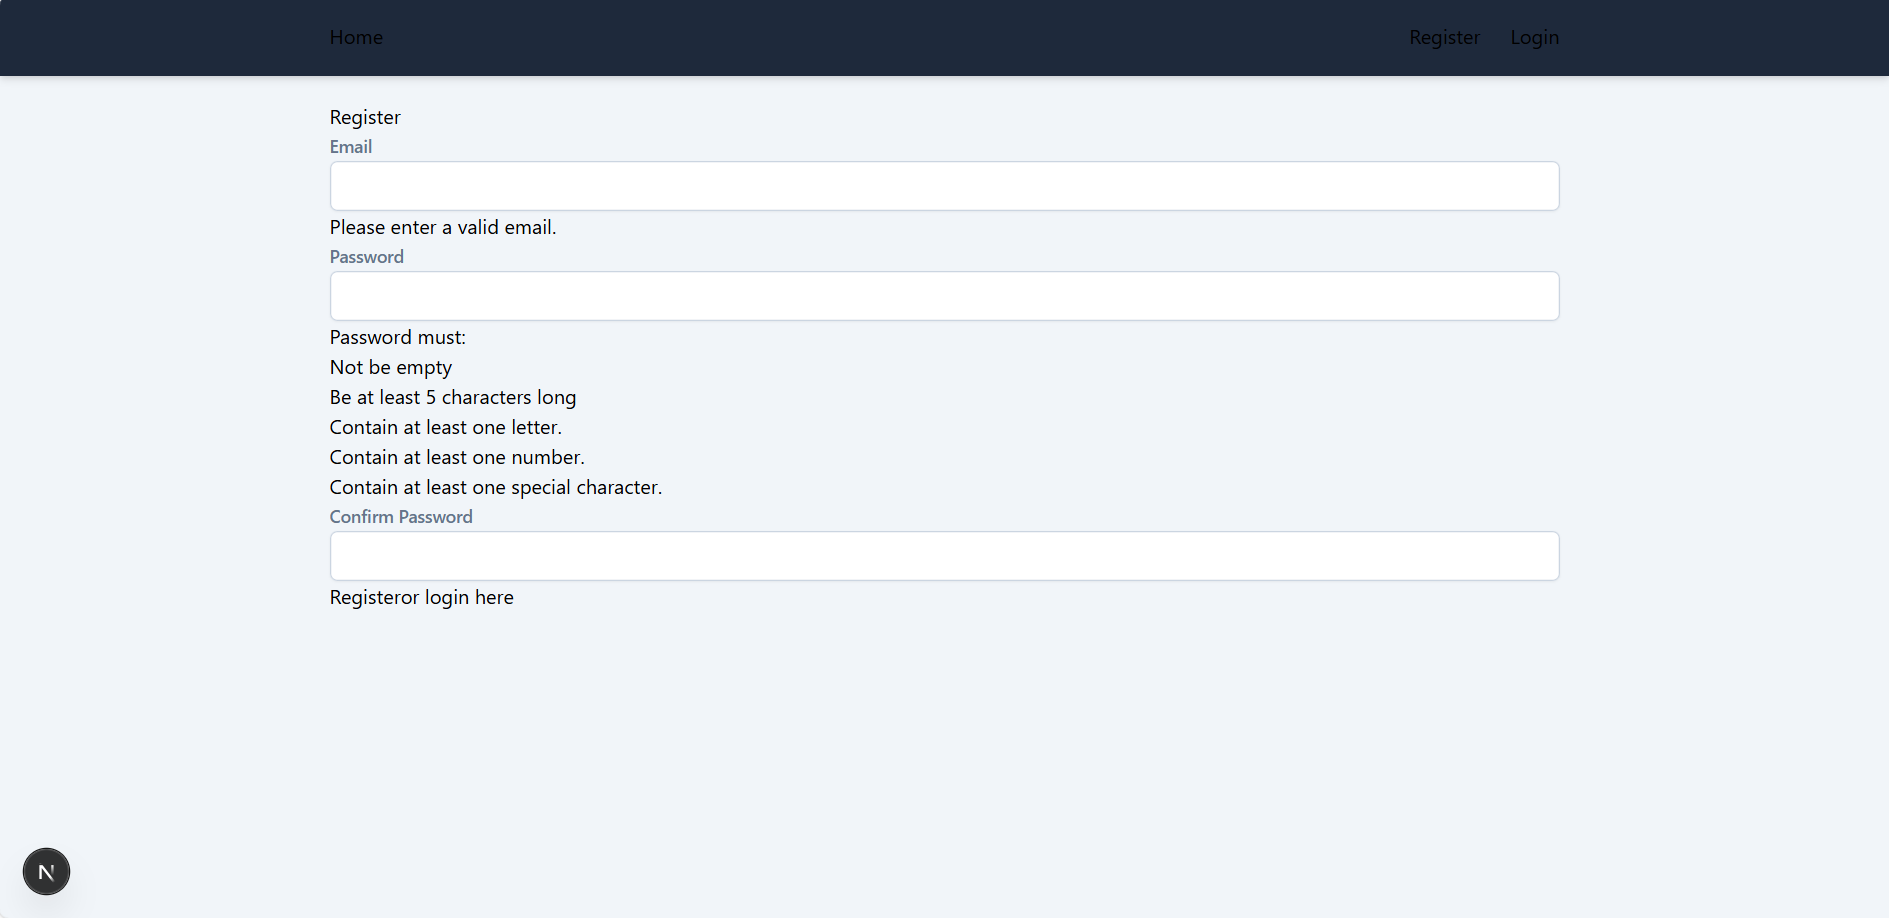 Home Register Login
Register
Email
Please enter a valid email.
Password
Password must:
Not be empty
Be at least 5 characters long
Contain at least one letter.
Contain at least one number.
Contain at least one special character.
Confirm Password
Registeror login here
N